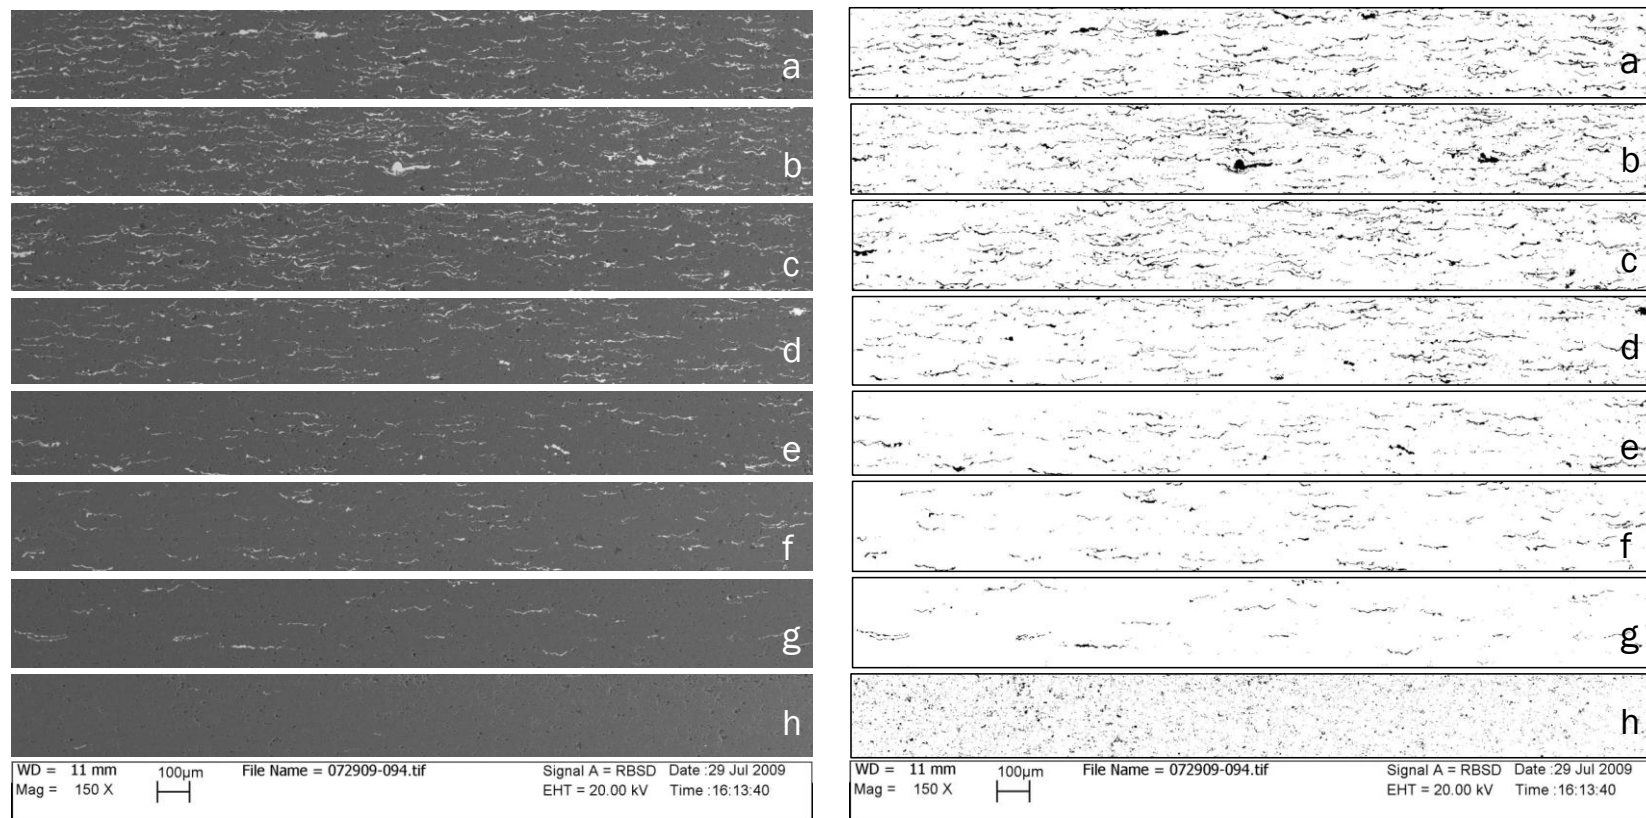 a a
b b
c c
d d
e e
f f
g g
h h
WD = 11 mm 100µm File Name = 072909-094.tif Signal A = RBSD Date :29 Jul 2009
Mag = 150 X EHT = 20.00 kV Time :16:13:40
WD = 11 mm 100µm File Name = 072909-094.tif Signal A = RBSD Date :29 Jul 2009
Mag = 150 X EHT = 20.00 kV Time :16:13:40